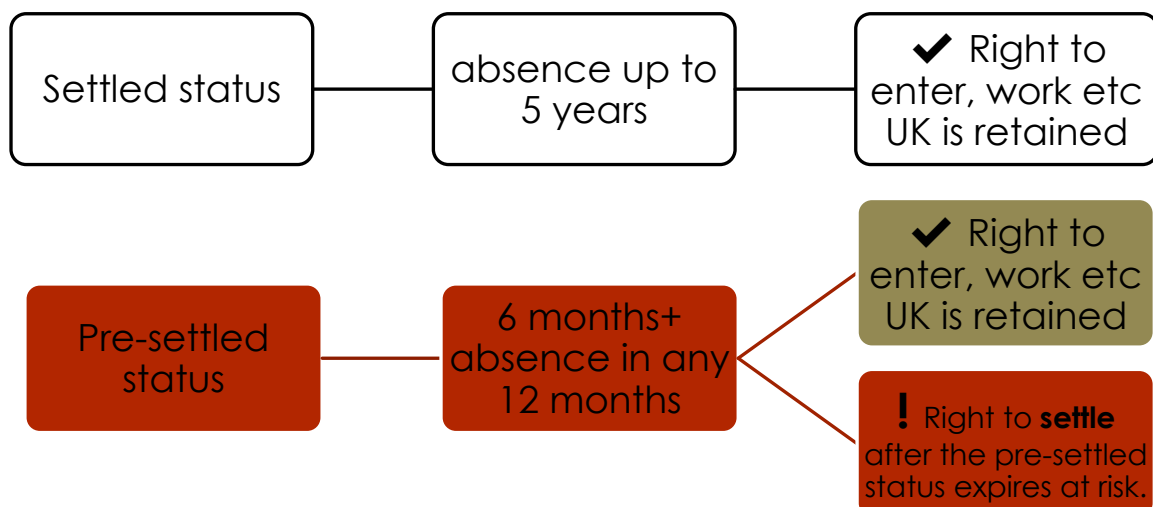 Settled status
absence up to
5 years
✔ Right to
enter, work etc
UK is retained
Pre-settled
status
6 months+
absence in any
12 months
✔ Right to
enter, work etc
UK is retained
! Right to settle
after the pre-settled
status expires at risk.